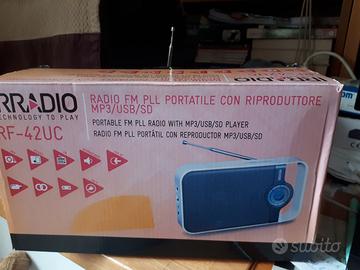 RRADIO
TECHNOLOGY TO PLAY
RF-42UC
RADIO FM PLL PORTATILE CON RIPRODUTTORE
MP3/USB/SD
PORTABLE FM PLL RADIO WITH MP3/USB/SD PLAYER
RADIO FM PLL PORTÁTIL CON REPRODUCTOR MP3/USB/SD
subito